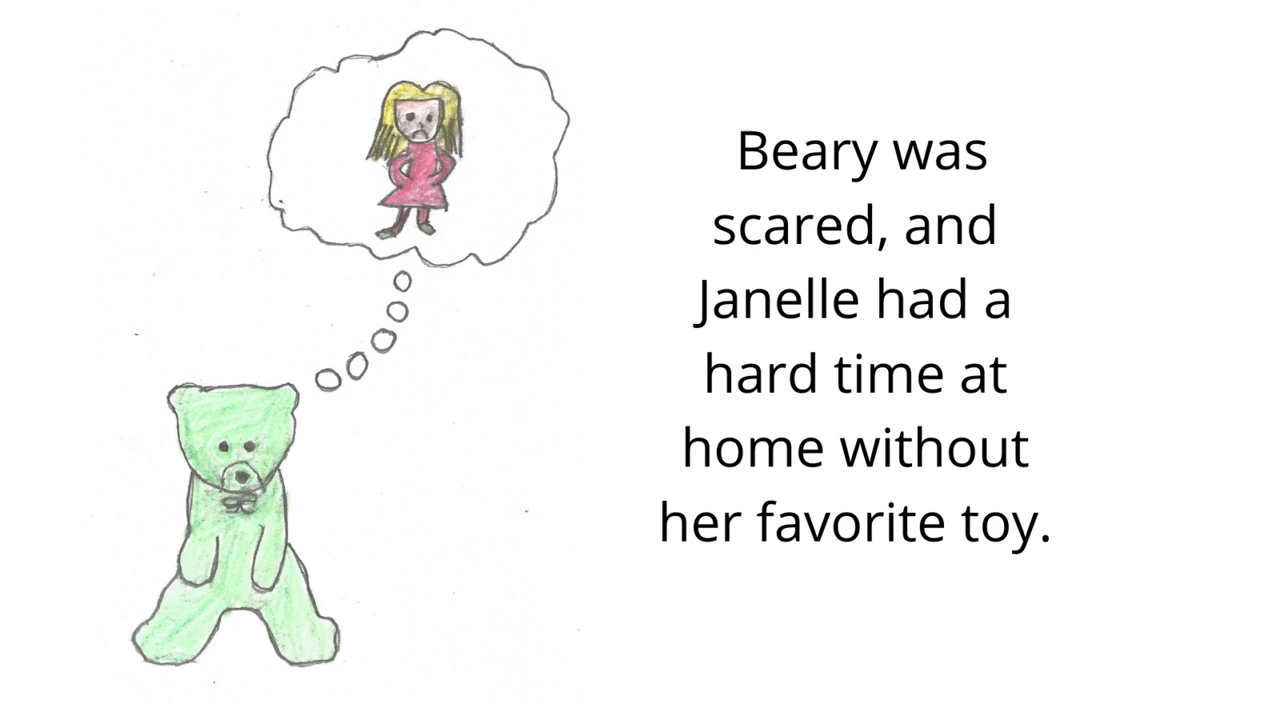 Beary was
scared, and
Janelle had a
hard time at
home without
her favorite toy.